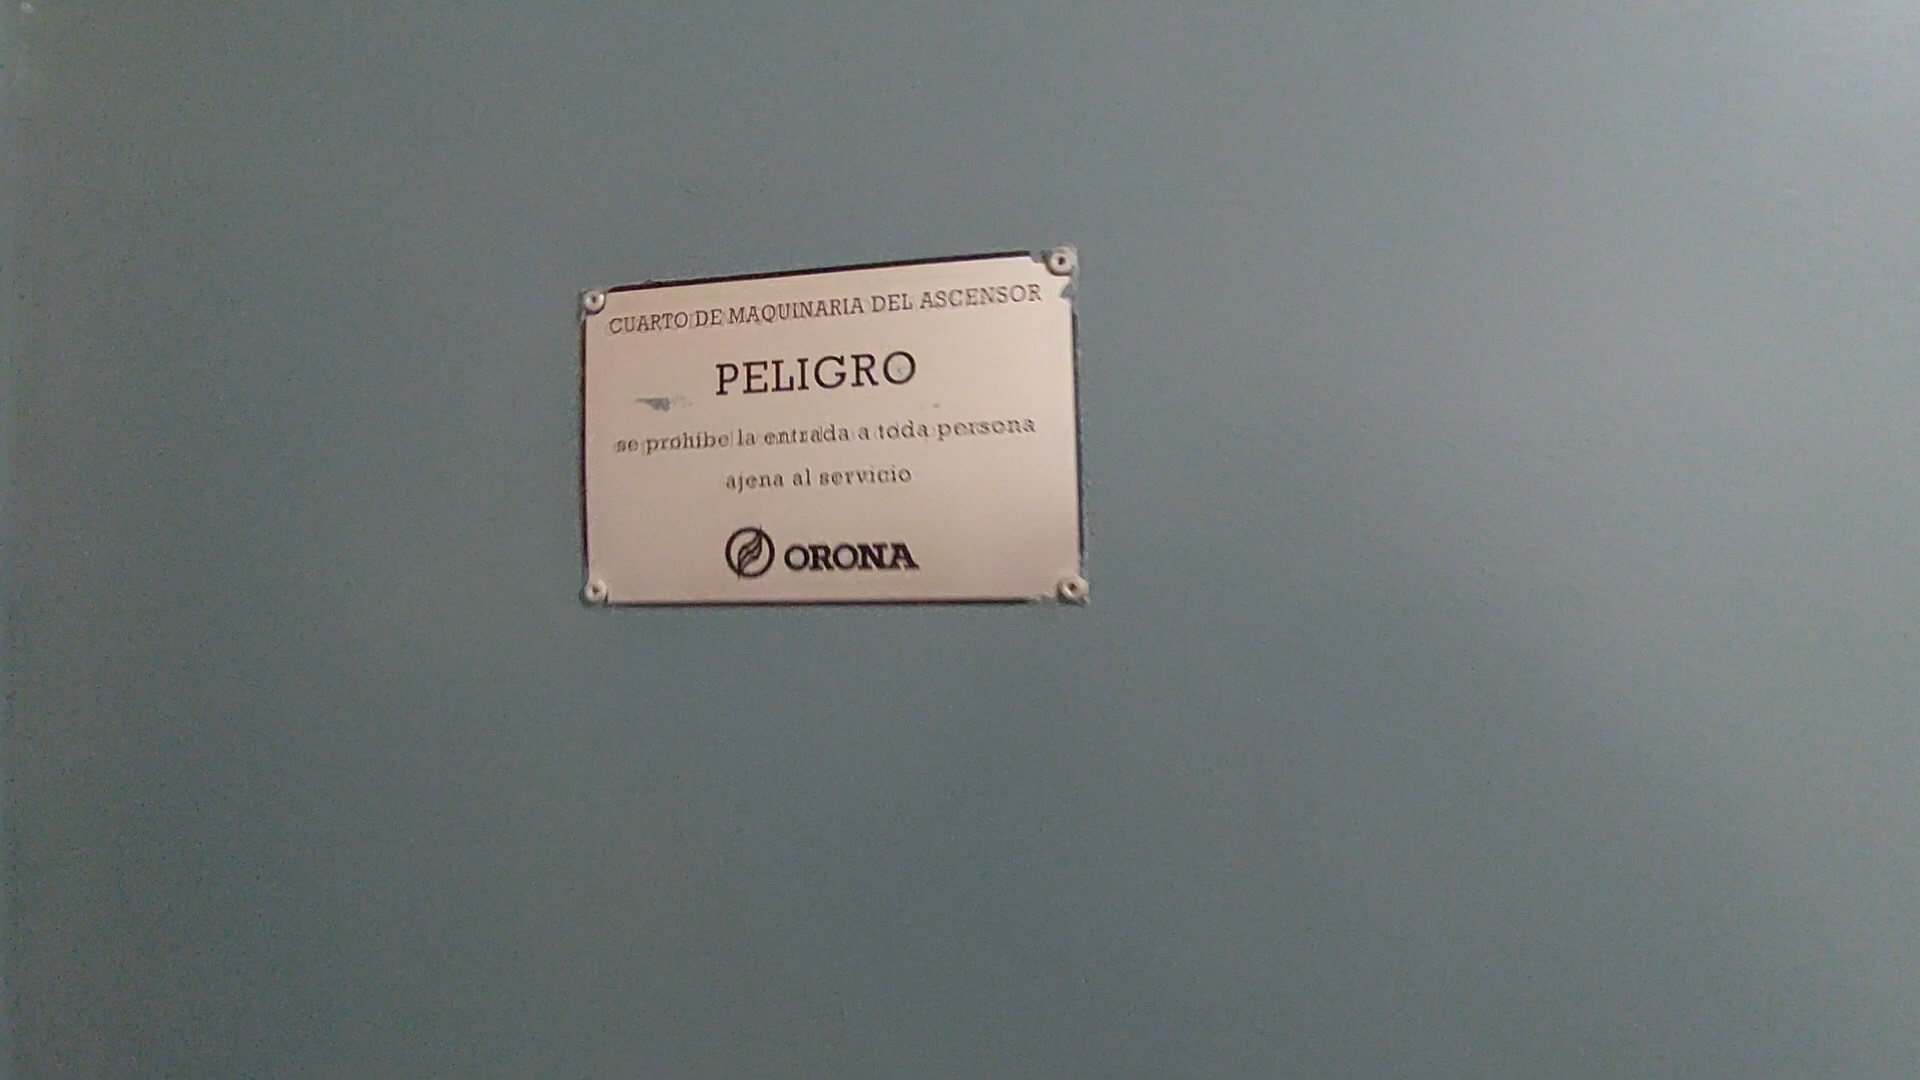 CUARTO DE MAQUINARIA DEL ASCENSOR
PELIGRO
se prohibe la entrada a toda persona
ajena al servicio
ORONA